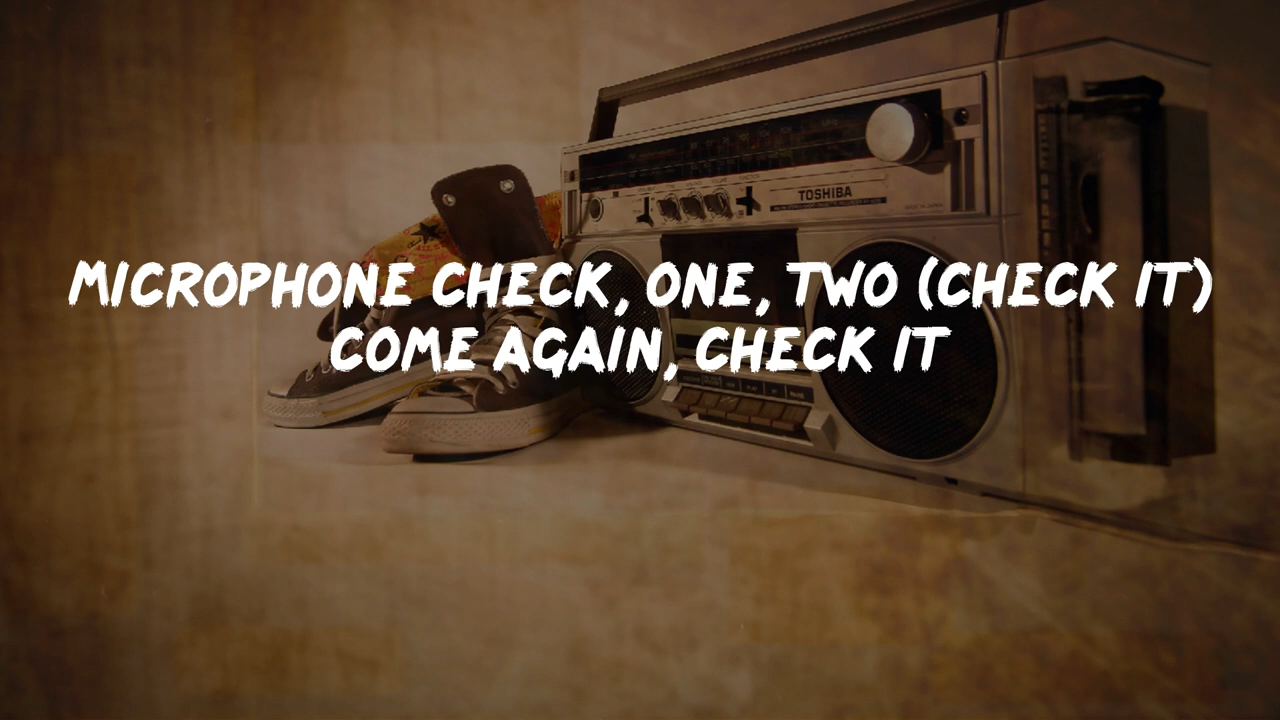 TOSHIBA
MICROPHONE CHECK, ONE, TWO (CHECK IT)
COME AGAIN, CHECK IT